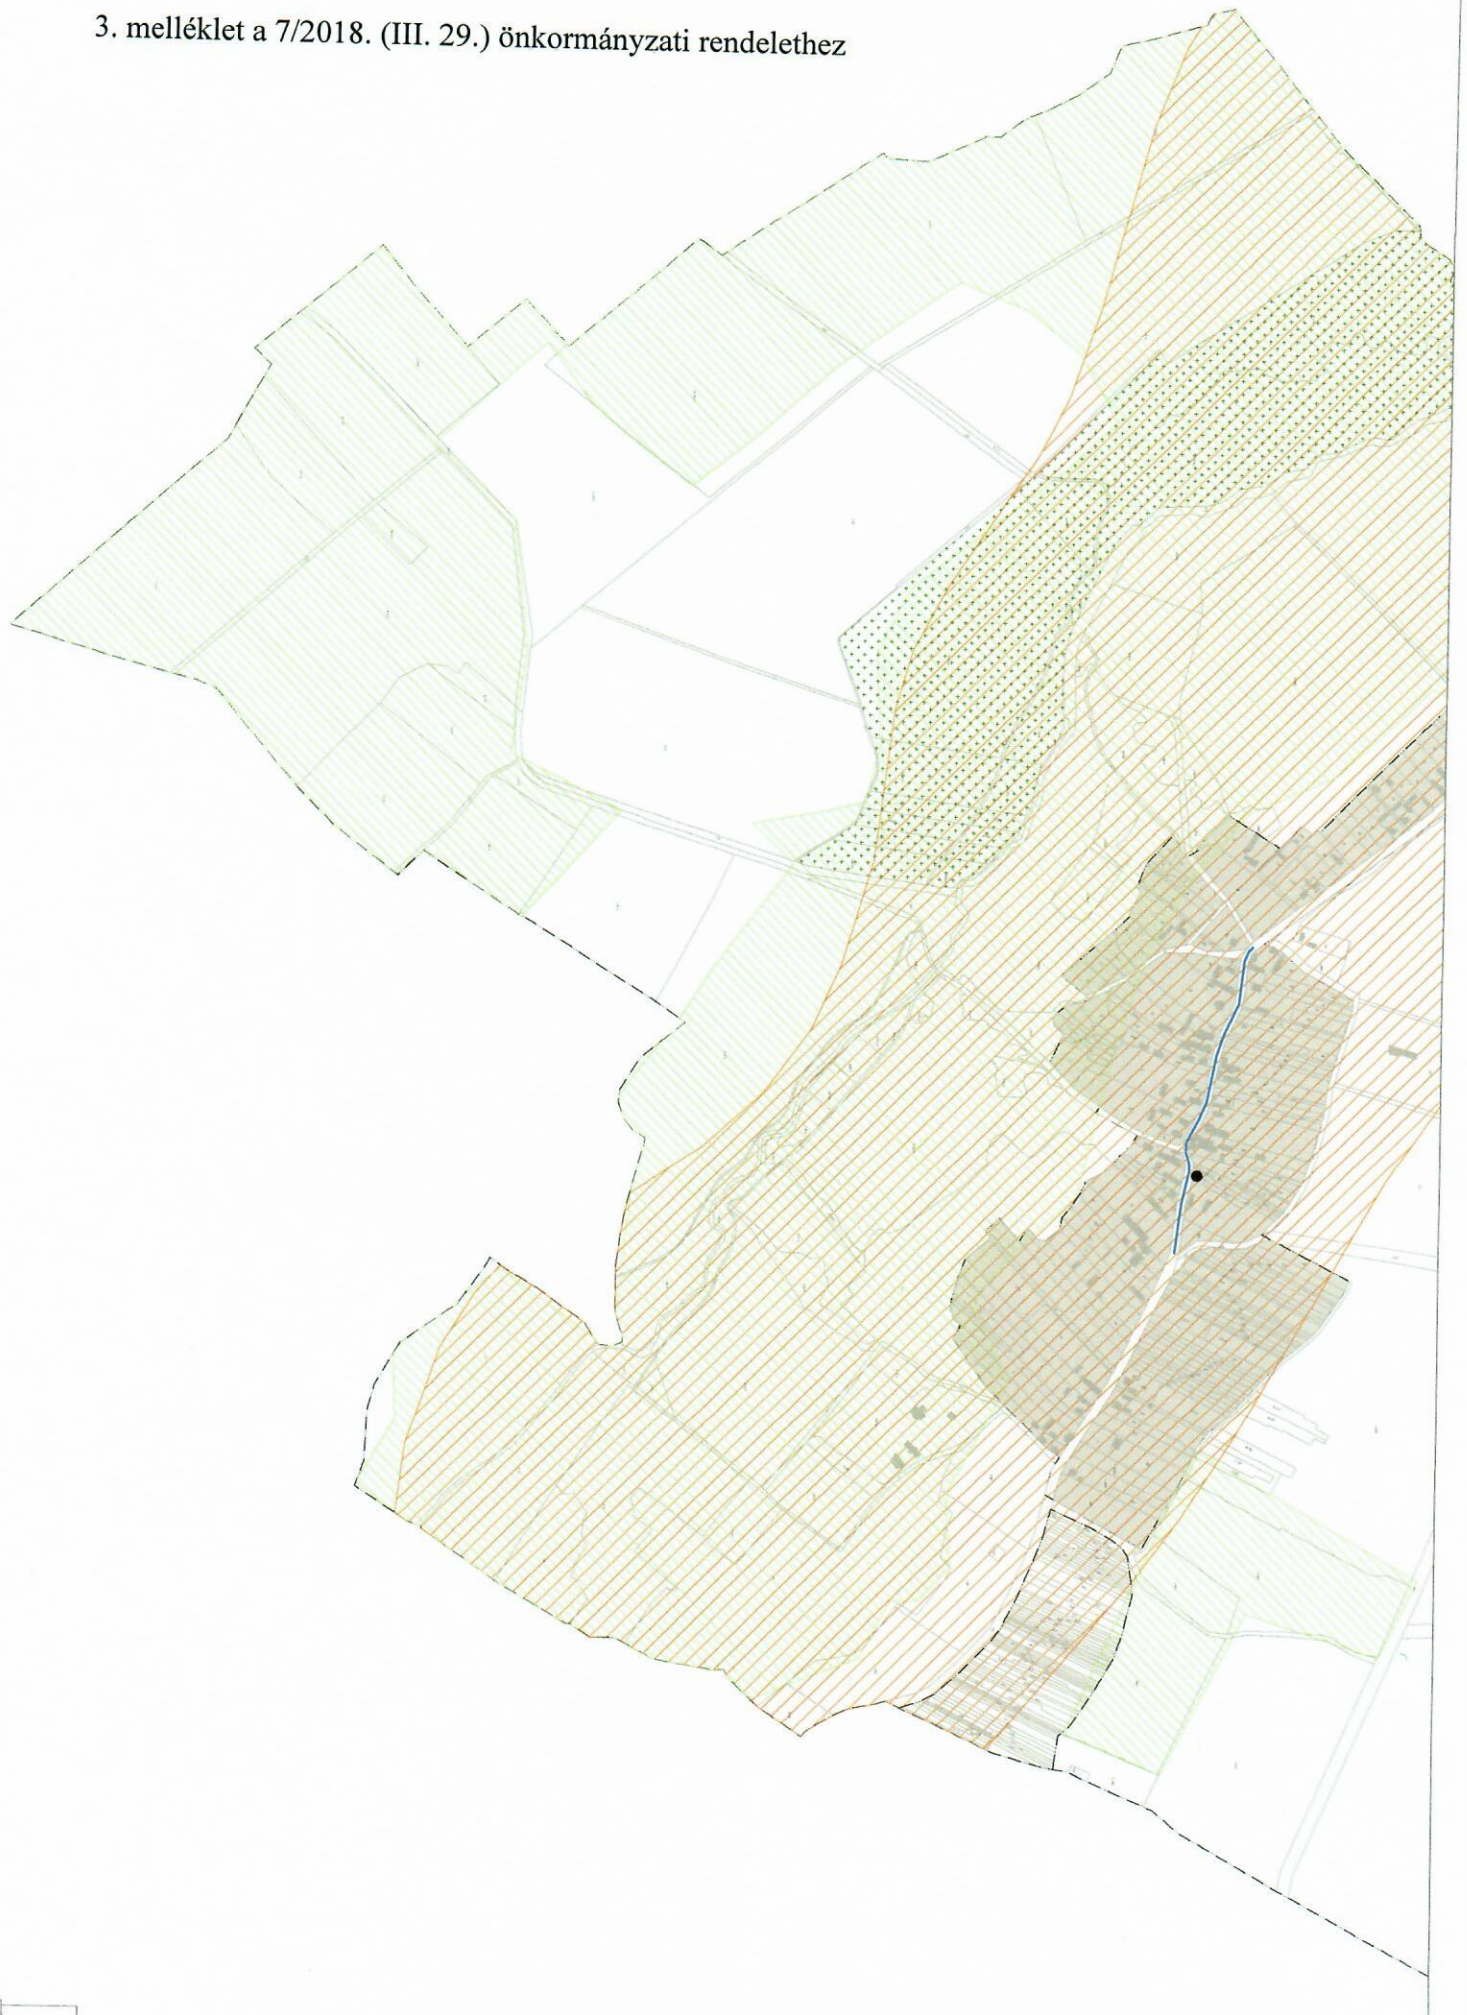 3. melléklet a 7/2018. (III. 29.) önkormányzati rendelethez